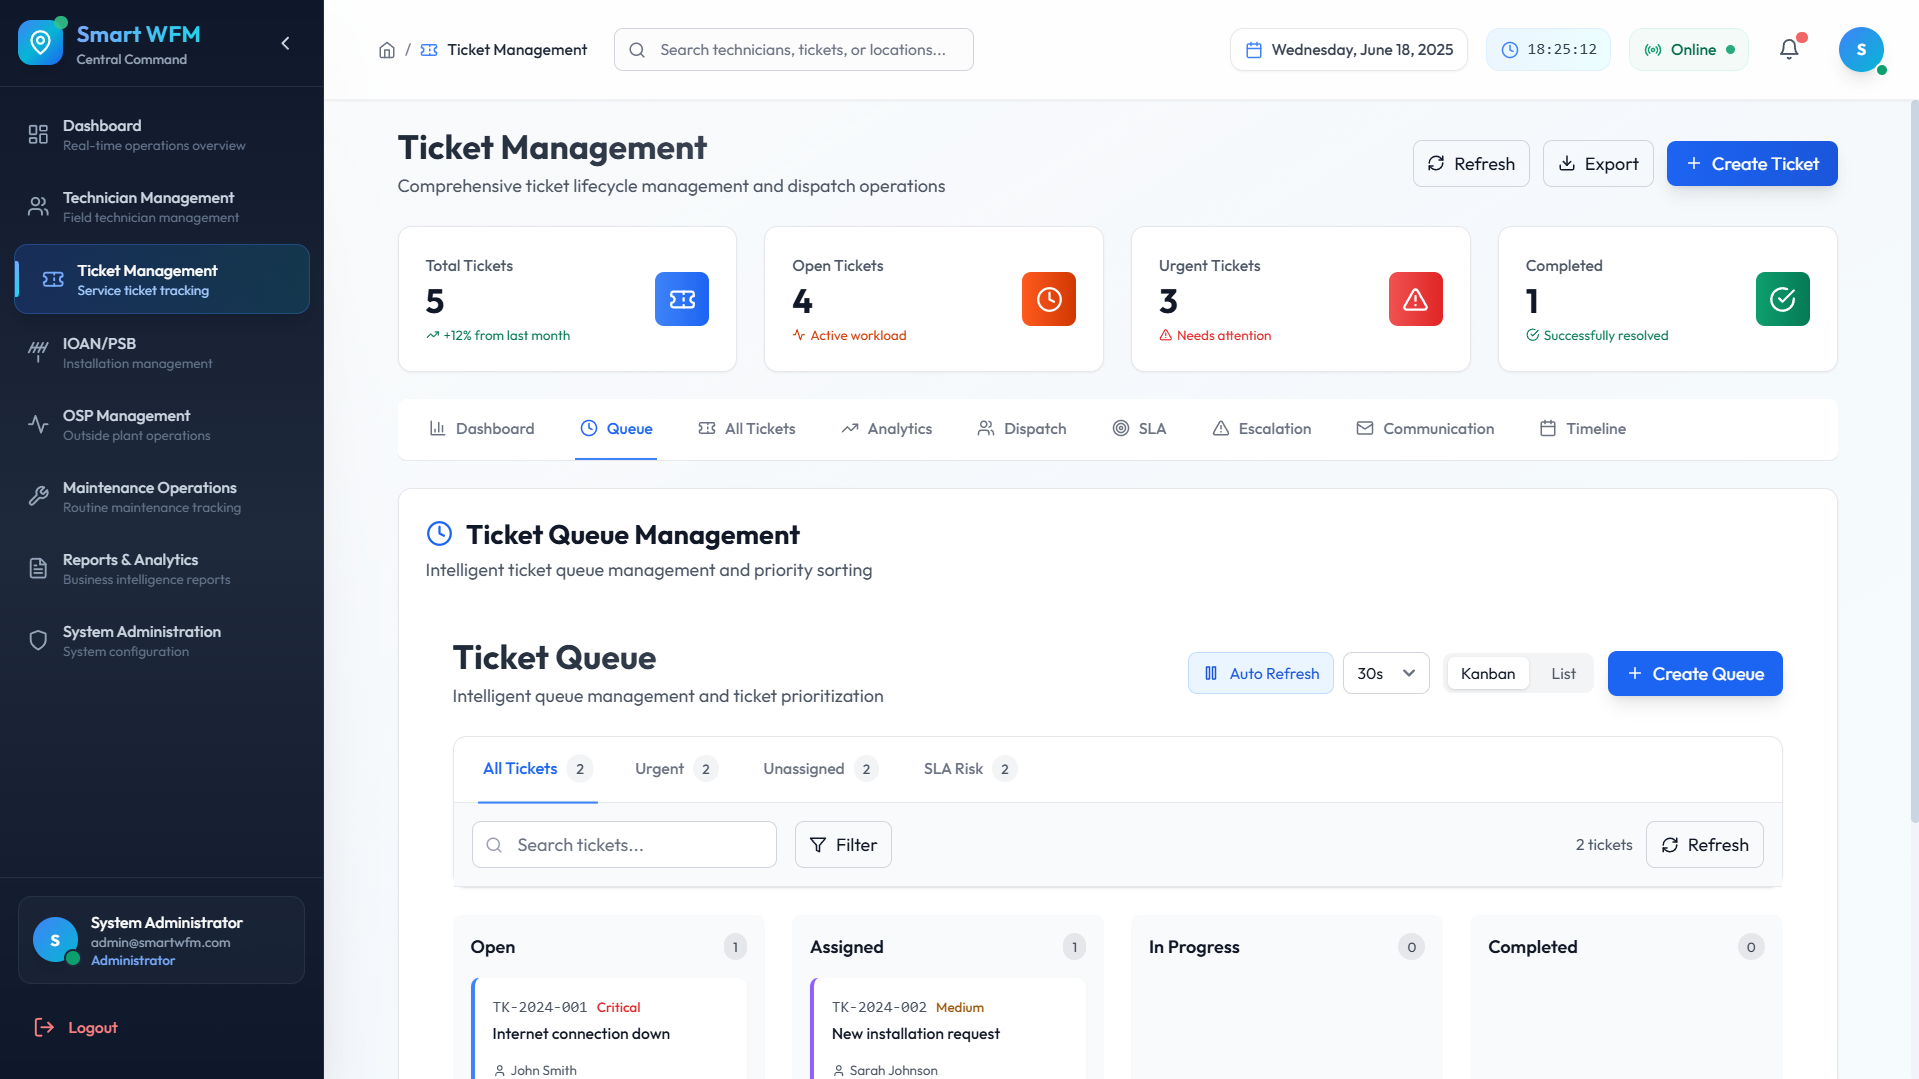 Smart WFM
Central Command
Dashboard
Real-time operations overview
Technician Management
Field technician management
Ticket Management
Service ticket tracking
IOAN/PSB
Installation management
OSP Management
Outside plant operations
Maintenance Operations
Routine maintenance tracking
Reports & Analytics
Business intelligence reports
System Administration
System configuration
S
System Administrator
admin@smartwfm.com
Administrator
Logout
/ Ticket Management
Search technicians, tickets, or locations...
Wednesday, June 18, 2025
18:25:12
Online
S
Ticket Management
Comprehensive ticket lifecycle management and dispatch operations
Refresh
Export
+ Create Ticket
Total Tickets
5
+12% from last month
Open Tickets
4
Active workload
Urgent Tickets
3
Needs attention
Completed
1
Successfully resolved
Dashboard
Queue
All Tickets
Analytics
Dispatch
SLA
Escalation
Communication
Timeline
Ticket Queue Management
Intelligent ticket queue management and priority sorting
Ticket Queue
Intelligent queue management and ticket prioritization
Auto Refresh
30s
Kanban
List
+ Create Queue
All Tickets 2
Urgent 2
Unassigned 2
SLA Risk 2
Search tickets...
Filter
2 tickets
Refresh
Open 1
TK-2024-001 Critical
Internet connection down
John Smith
Assigned 1
TK-2024-002 Medium
New installation request
Sarah Johnson
In Progress 0
Completed 0